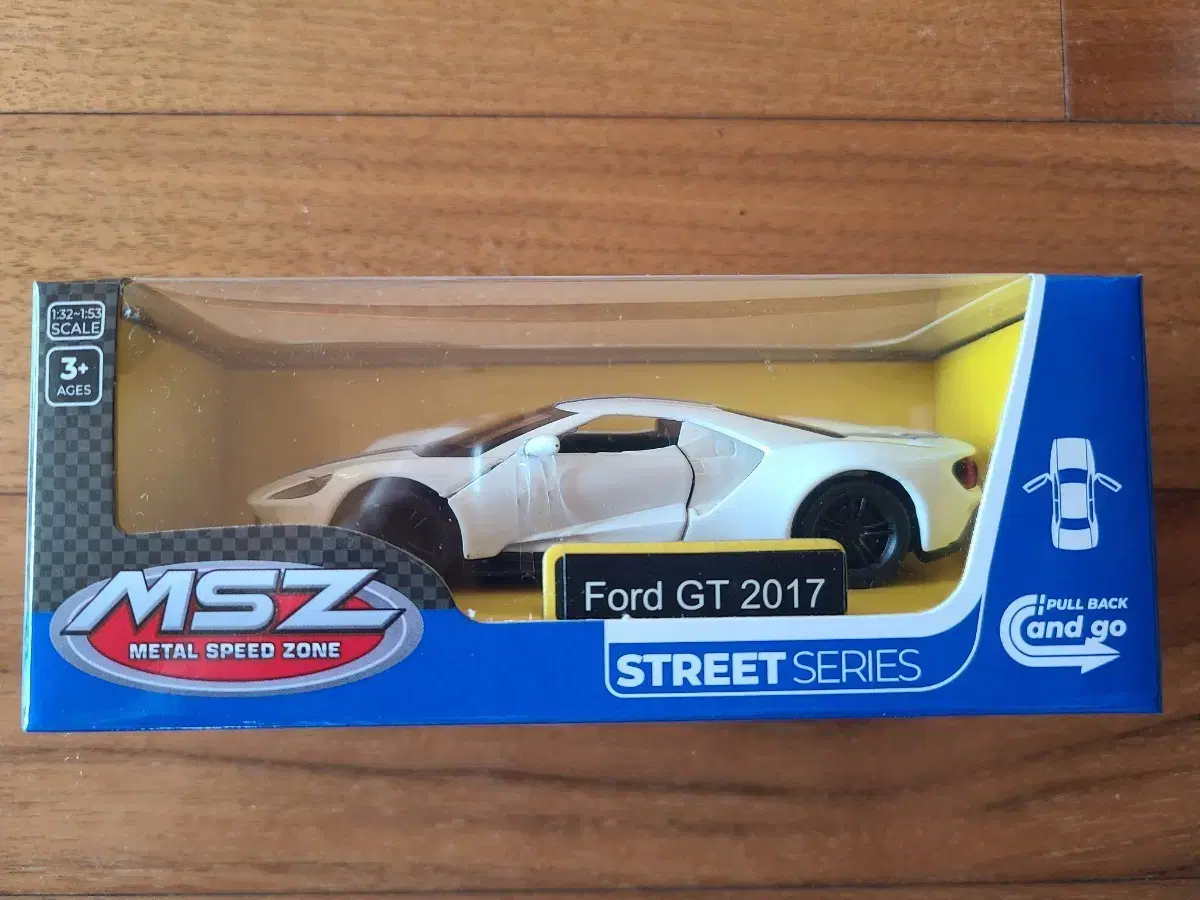 1:32~1:53
SCALE
3+
AGES
MSZ
METAL SPEED ZONE
Ford GT 2017
STREET SERIES
PULL BACK
and go